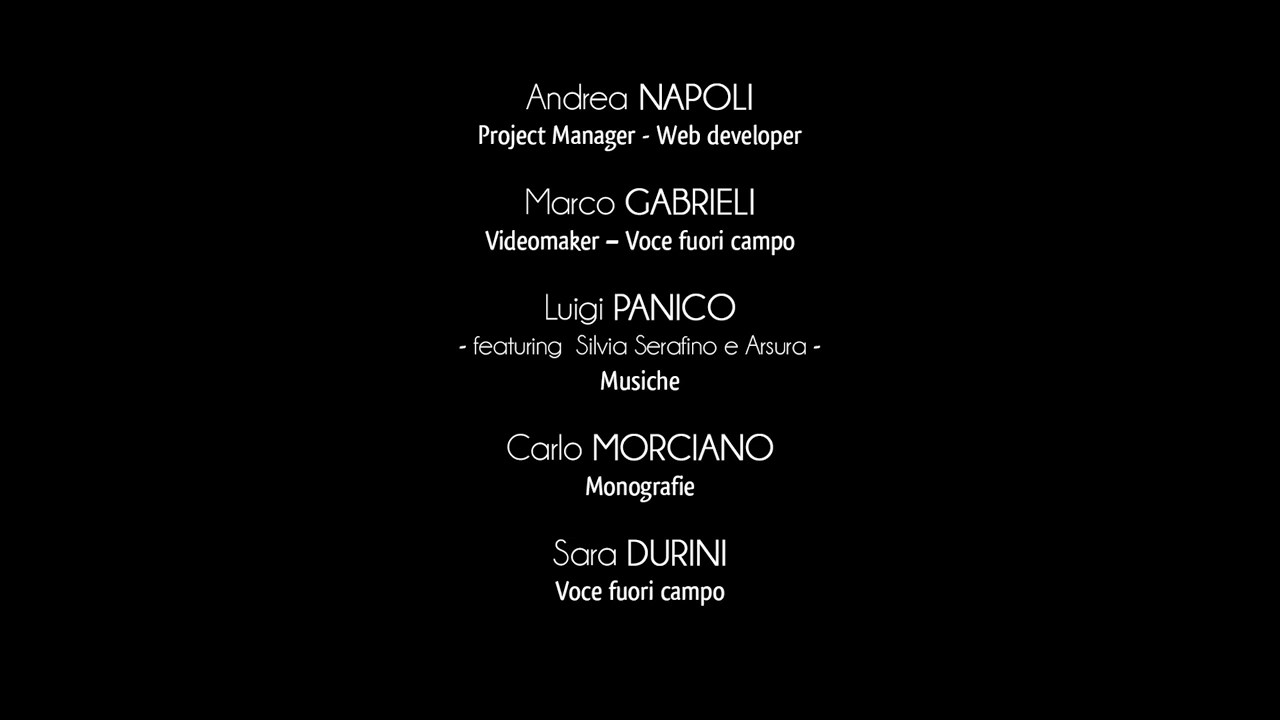 Andrea NAPOLI
Project Manager - Web developer
Marco GABRIELI
Videomaker – Voce fuori campo
Luigi PANICO
- featuring Silvia Serafino e Arsura -
Musiche
Carlo MORCIANO
Monografie
Sara DURINI
Voce fuori campo